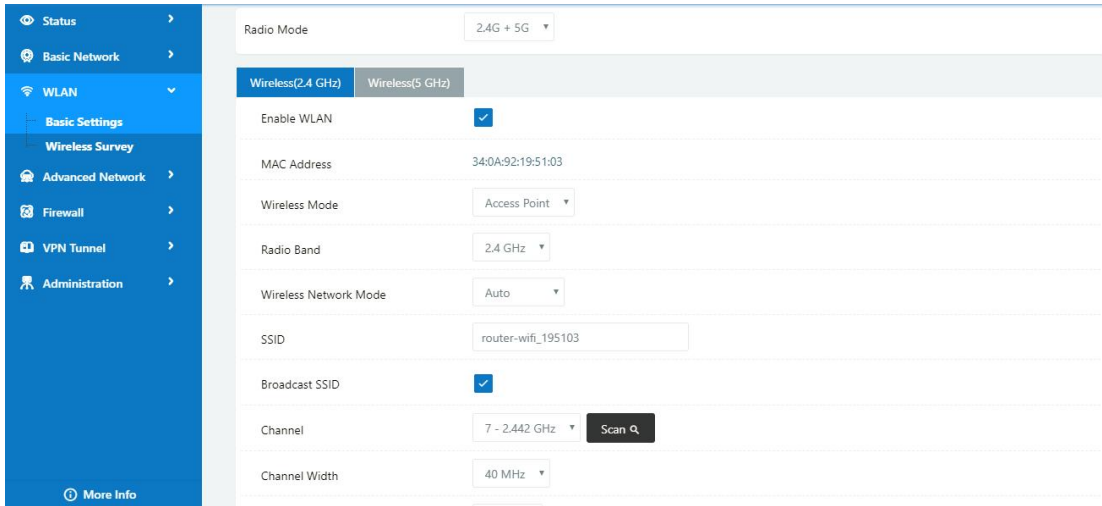 Status
Basic Network
WLAN
Basic Settings
Wireless Survey
Advanced Network
Firewall
VPN Tunnel
Administration
More Info
Radio Mode 2.4G + 5G
Wireless(2.4 GHz) Wireless(5 GHz)
Enable WLAN
MAC Address 34:0A:92:19:51:03
Wireless Mode Access Point
Radio Band 2.4 GHz
Wireless Network Mode Auto
SSID router-wifi_195103
Broadcast SSID
Channel 7 - 2.442 GHz Scan
Channel Width 40 MHz